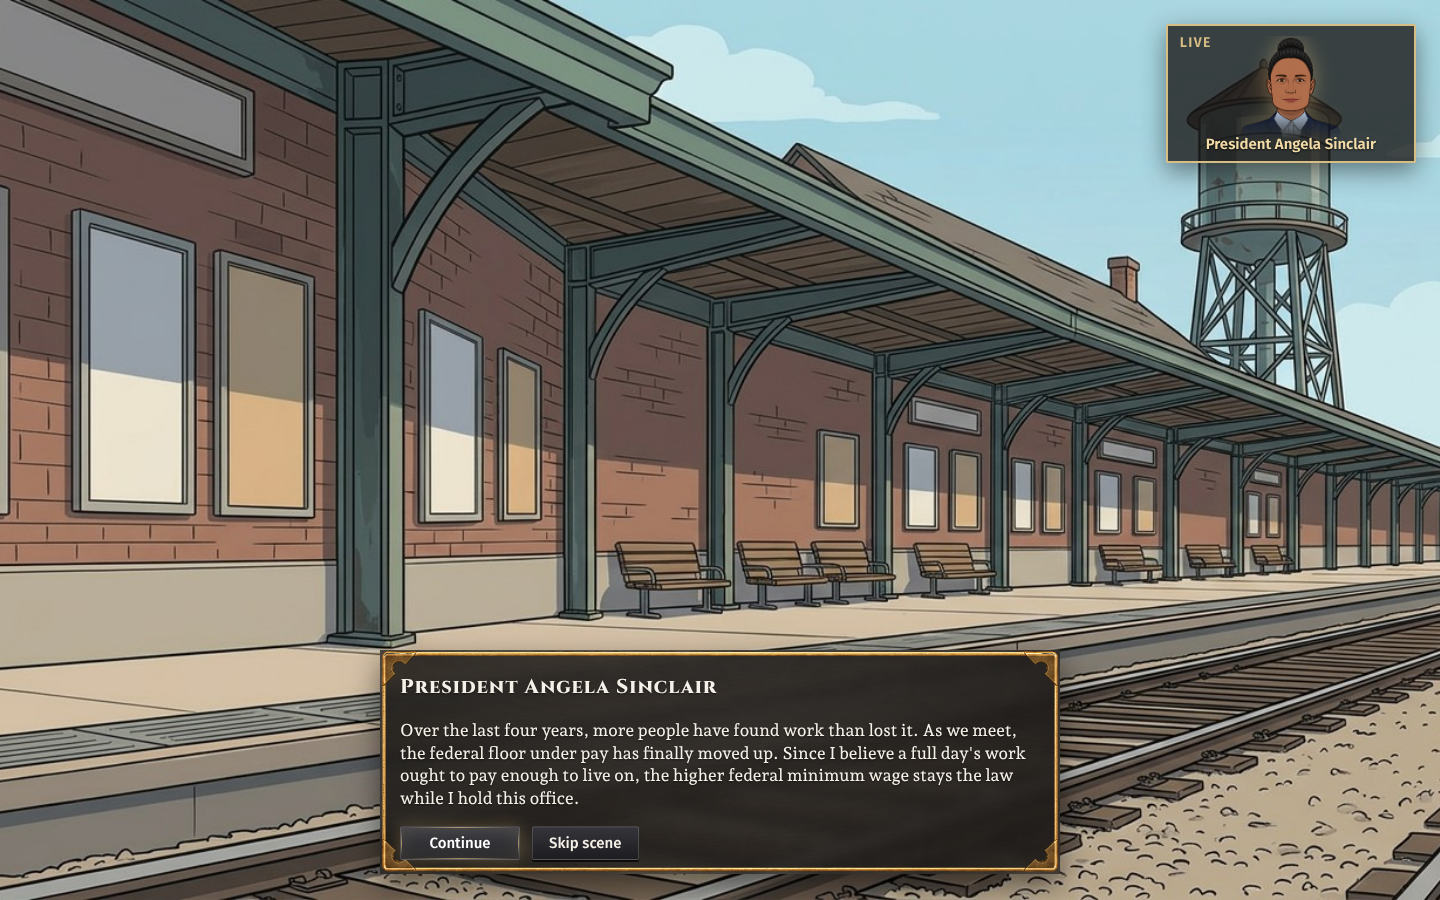 LIVE
President Angela Sinclair
President Angela Sinclair
Over the last four years, more people have found work than lost it. As we meet,
the federal floor under pay has finally moved up. Since I believe a full day's work
ought to pay enough to live on, the higher federal minimum wage stays the law
while I hold this office.
Continue
Skip scene